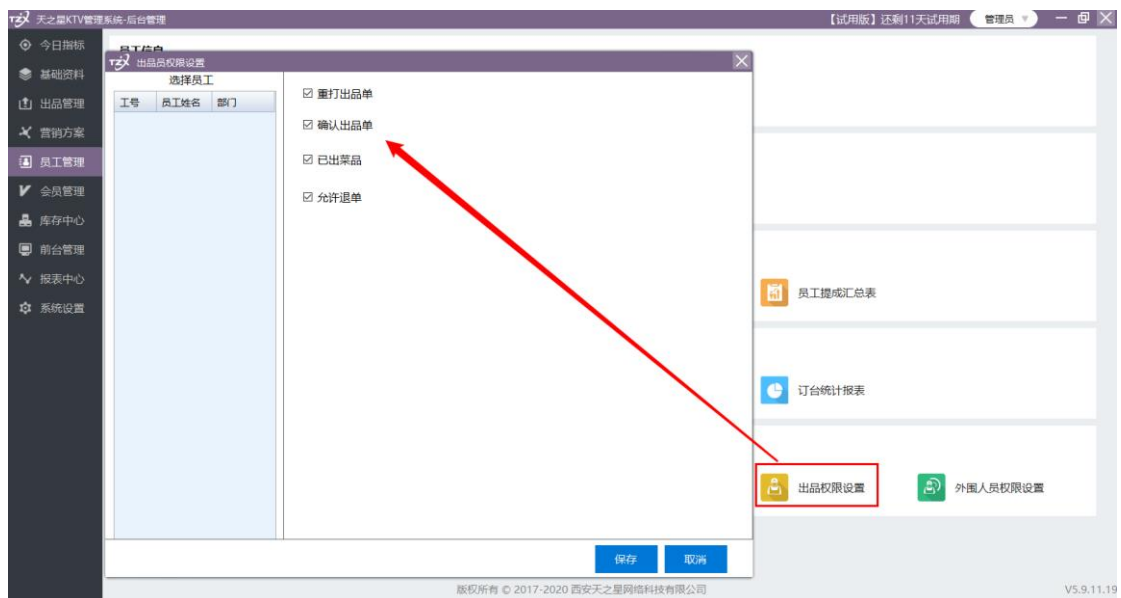 TZX 天之星KTV管理系统-后台管理
【试用版】还剩11天试用期
管理员
今日指标
基础资料
出品管理
营销方案
员工管理
会员管理
库存中心
前台管理
报表中心
系统设置
员工信息
TZX 出品员权限设置
选择员工
工号 员工姓名 部门
重打出品单
确认出品单
已出菜品
允许退单
保存 取消
员工提成汇总表
订台统计报表
出品权限设置 外围人员权限设置
版权所有 © 2017-2020 西安天之星网络科技有限公司
V5.9.11.19